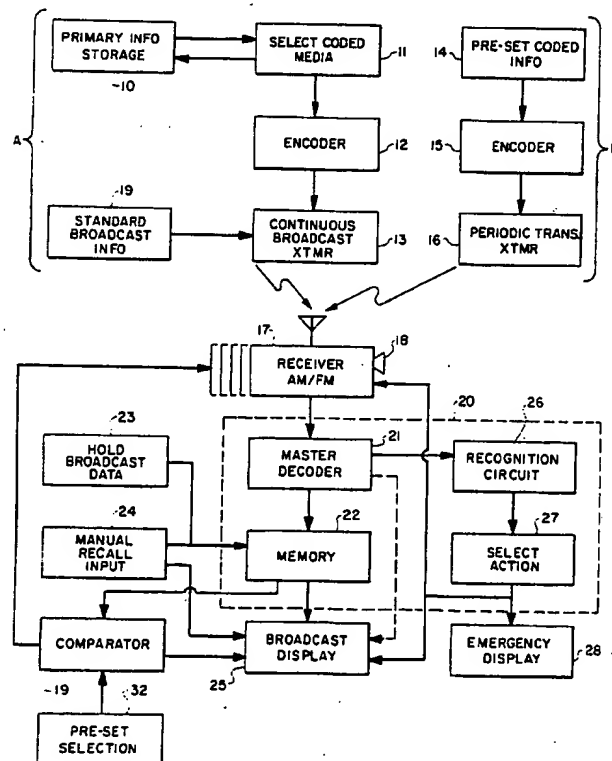 PRIMARY INFO
STORAGE
10
SELECT CODED
MEDIA
11
14
PRE-SET CODED
INFO
A
ENCODER
12
15
ENCODER
19
STANDARD
BROADCAST
INFO
CONTINUOUS
BROADCAST
XTMR
13
16
PERIODIC TRANS.
XTMR
17
18
RECEIVER
AM/FM
20
23
HOLD
BROADCAST
DATA
21
MASTER
DECODER
26
RECOGNITION
CIRCUIT
24
MANUAL
RECALL
INPUT
22
MEMORY
27
SELECT
ACTION
COMPARATOR
BROADCAST
DISPLAY
25
EMERGENCY
DISPLAY
28
19
32
PRE-SET
SELECTION